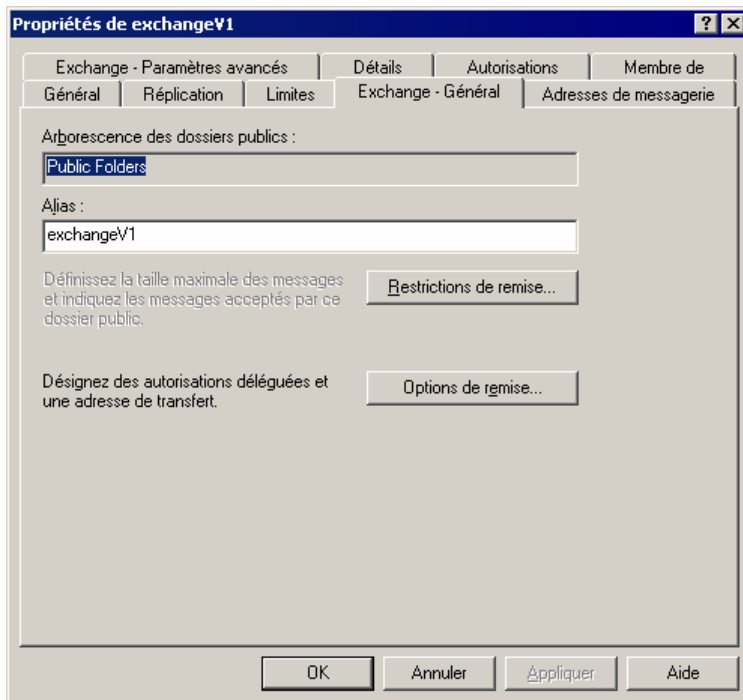 Propriétés de exchangeV1
Exchange - Paramètres avancés Détails Autorisations Membre de
Général Réplication Limites Exchange - Général Adresses de messagerie
Arborescence des dossiers publics :
Public Folders
Alias :
exchangeV1
Définissez la taille maximale des messages
et indiquez les messages acceptés par ce
dossier public.
Restrictions de remise...
Désignez des autorisations déléguées et
une adresse de transfert.
Options de remise...
OK Annuler Appliquer Aide